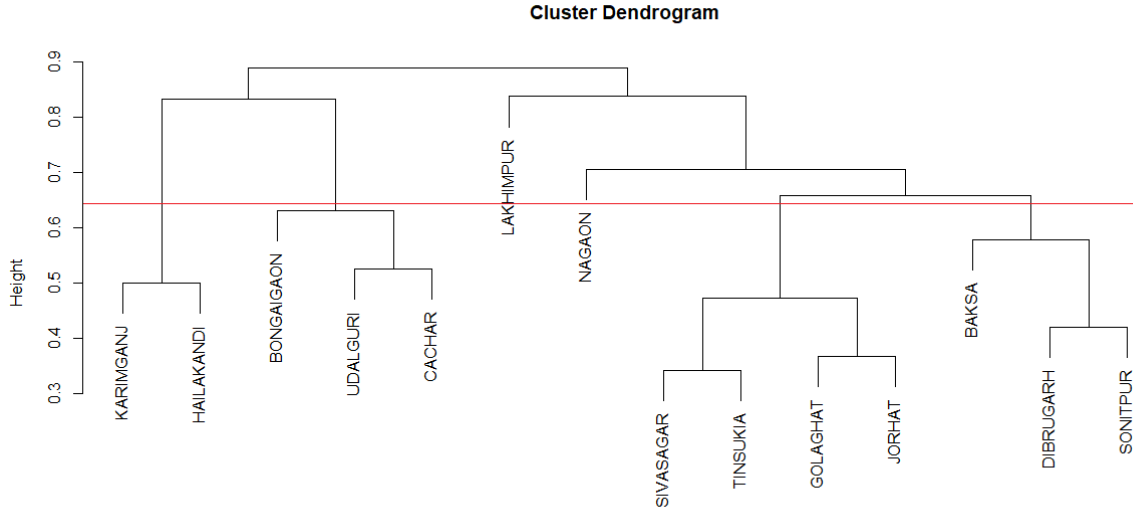 Cluster Dendrogram
Height
0.9
0.8
0.7
0.6
0.5
0.4
0.3
KARIMGANJ
HAILAKANDI
BONGAIGAON
UDALGURI
CACHAR
LAKHIMPUR
NAGAON
SIVASAGAR
TINSUKIA
GOLAGHAT
JORHAT
BAKSA
DIBRUGARH
SONITPUR